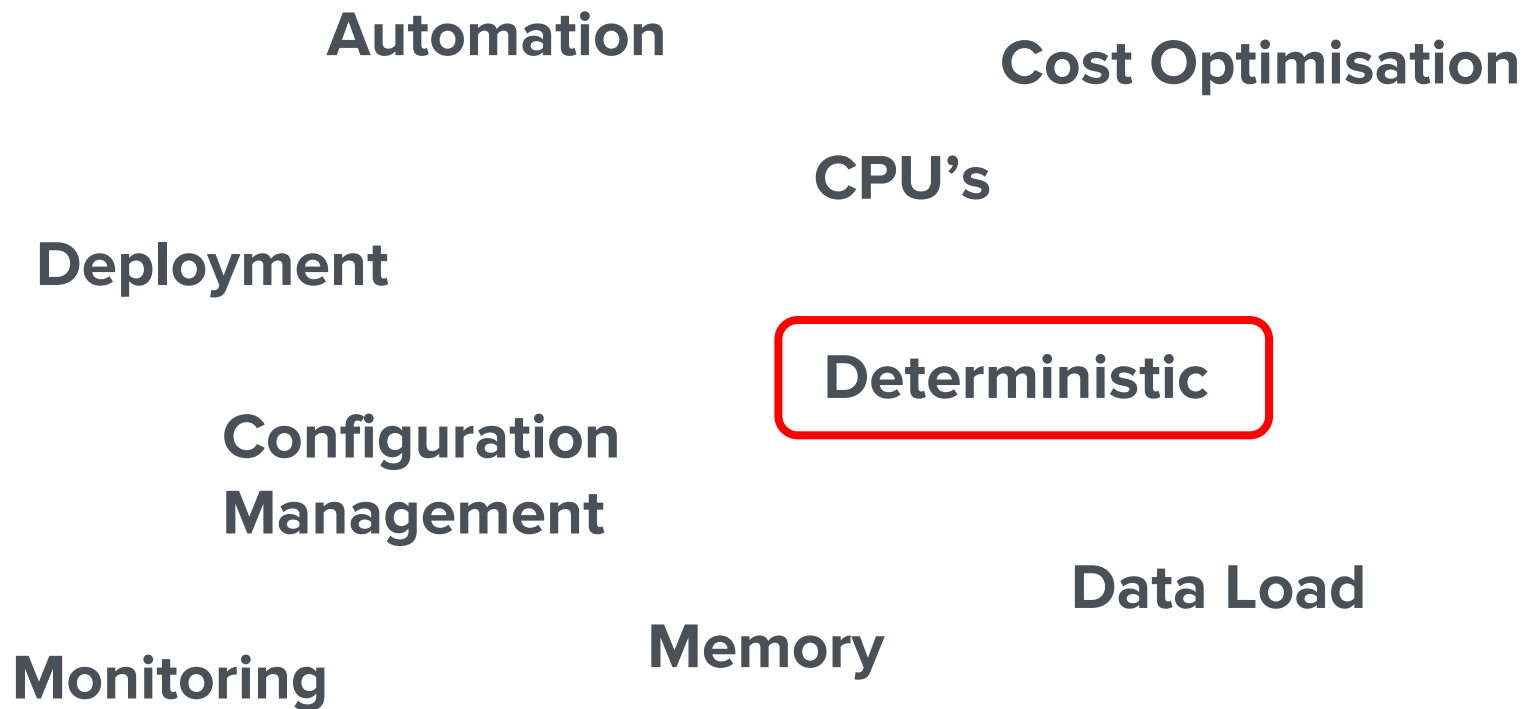 Automation
Cost Optimisation
CPU’s
Deployment
Deterministic
Configuration
Management
Data Load
Memory
Monitoring